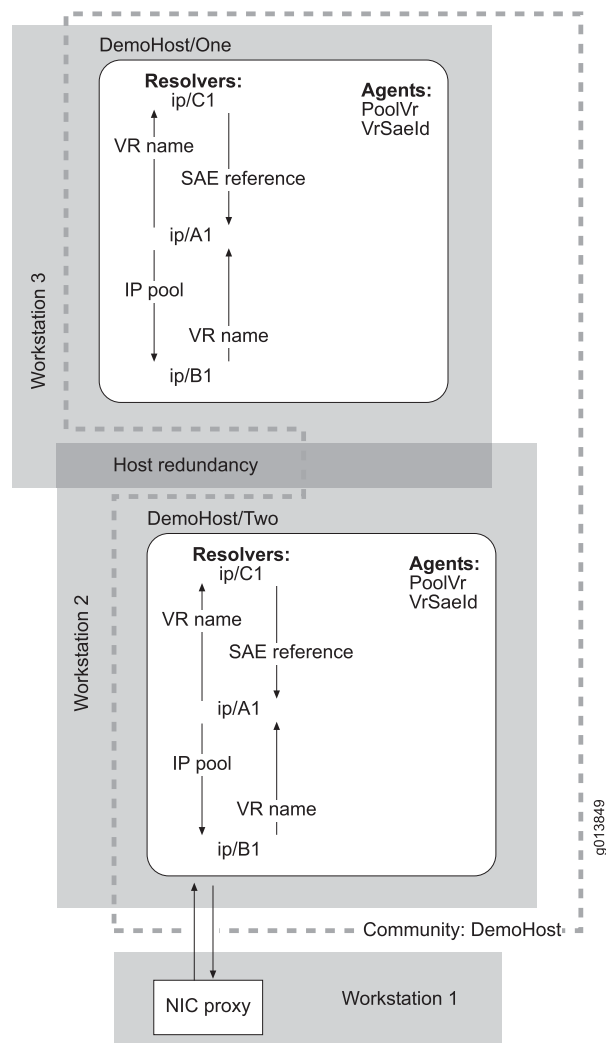 DemoHost/One
Resolvers:
ip/C1
Agents:
PoolVr
VrSaeId
VR name
SAE reference
ip/A1
IP pool
VR name
ip/B1
Workstation 3
Host redundancy
DemoHost/Two
Resolvers:
ip/C1
Agents:
PoolVr
VrSaeId
VR name
SAE reference
ip/A1
IP pool
VR name
ip/B1
Workstation 2
g013849
Community: DemoHost
NIC proxy
Workstation 1